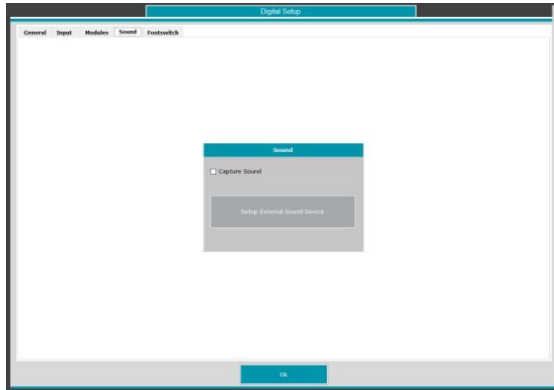 Digital Setup
General Input Modules Sound Footswitch
Sound
Capture Sound
Setup External Sound Device
Ok